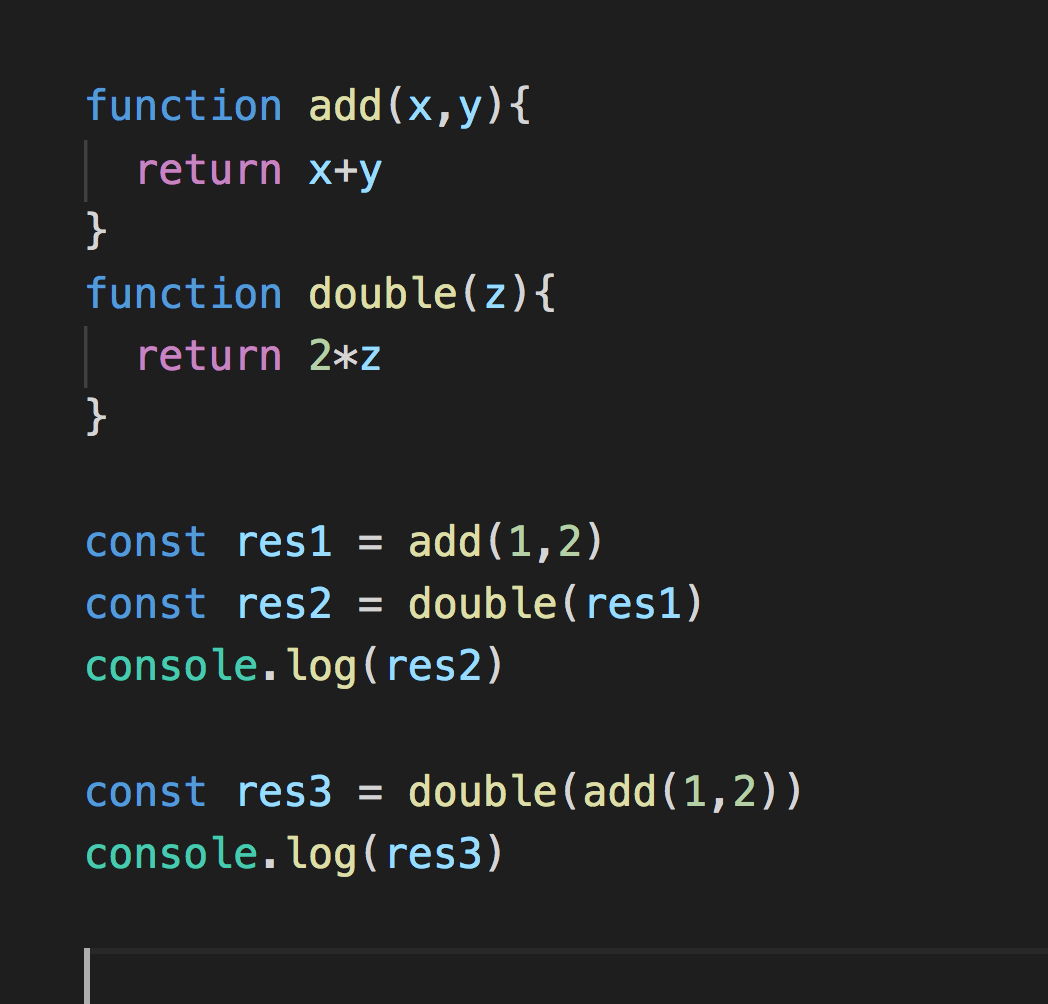 function add(x,y){
  return x+y
}
function double(z){
  return 2*z
}
const res1 = add(1,2)
const res2 = double(res1)
console.log(res2)
const res3 = double(add(1,2))
console.log(res3)